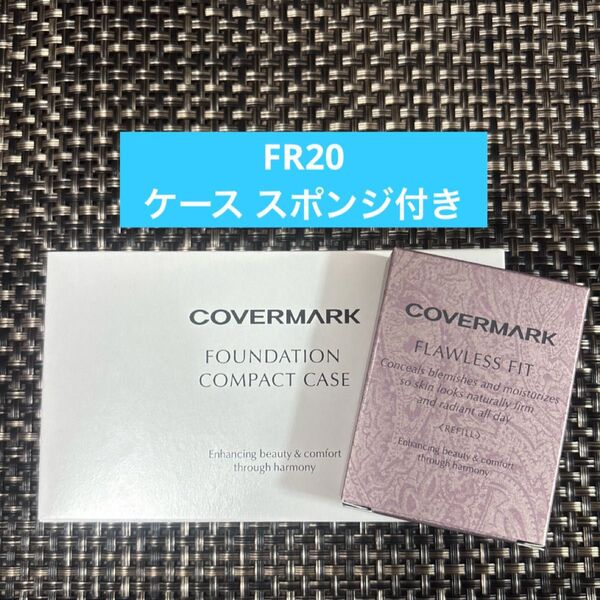 FR20
ケース スポンジ付き
COVERMARK
FOUNDATION
COMPACT CASE
Enhancing beauty & comfort
through harmony
COVERMARK
FLAWLESS FIT
Conceals blemishes and moisturizes
so skin looks naturally firm
and radiant all day
<REFILL>
Enhancing beauty & comfort
through harmony